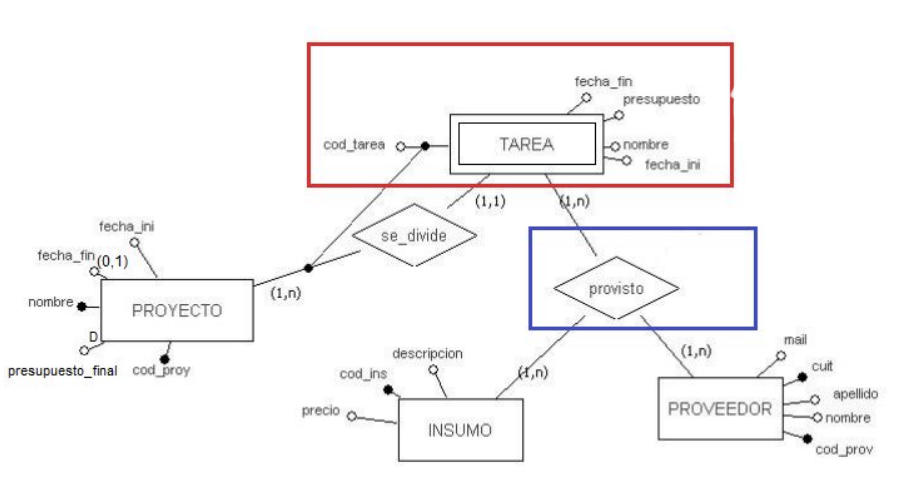 fecha_fin
presupuesto
cod_tarea
TAREA
nombre
fecha_ini
(1,1)
(1,n)
se_divide
fecha_ini
fecha_fin (0,1)
(1,n)
nombre
PROYECTO
provisto
D
presupuesto_final
cod_proy
descripcion
(1,n)
mail
cod_ins
(1,n)
cuit
precio
apellido
INSUMO
PROVEEDOR
nombre
cod_prov